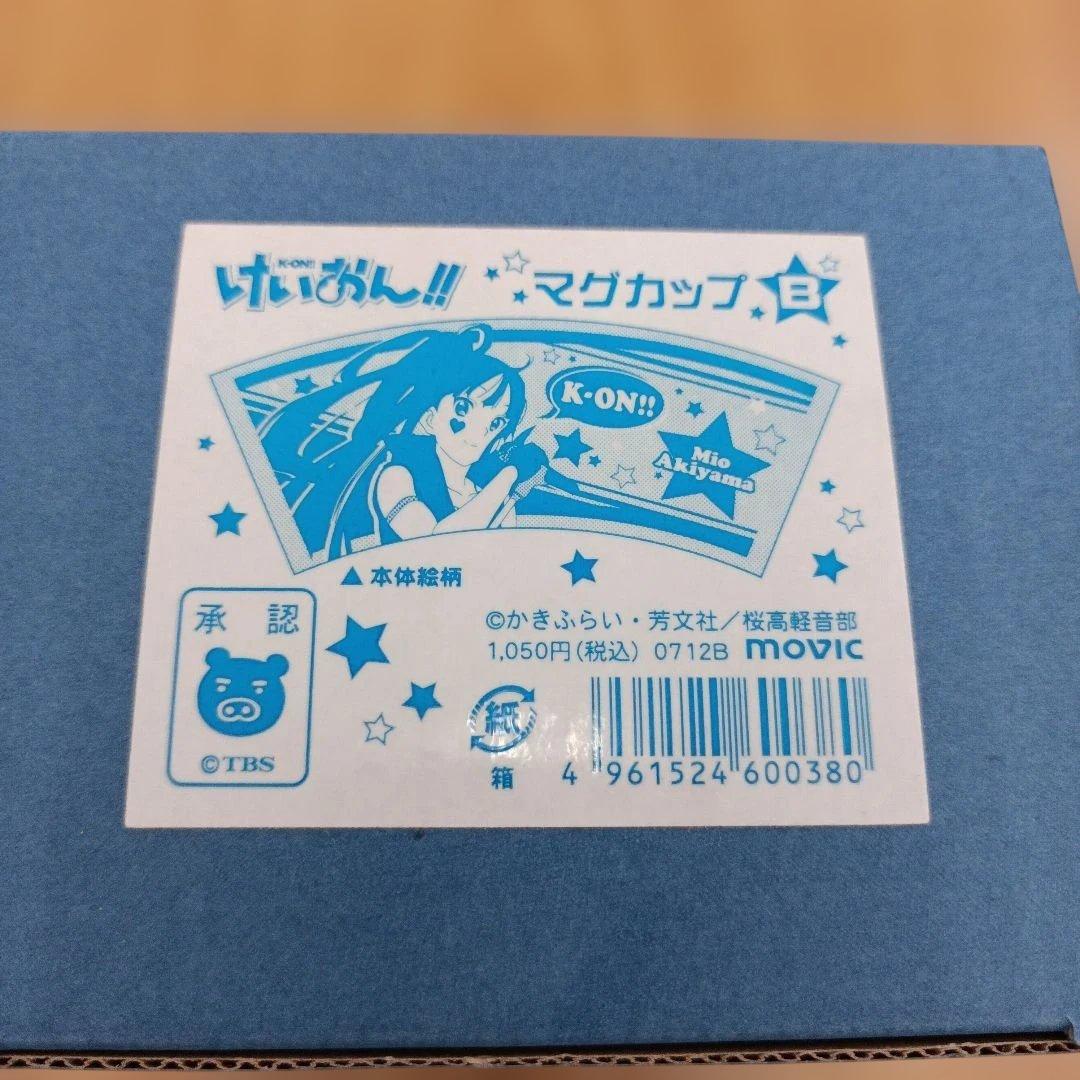 K-ON!!
けいおん!!
マグカップ B
K-ON!!
Mio
Akiyama
▲本体絵柄
承認
©TBS
©かきふらい・芳文社／桜高軽音部
1,050円(税込) 0712B movic
紙
箱
4 961524 600380